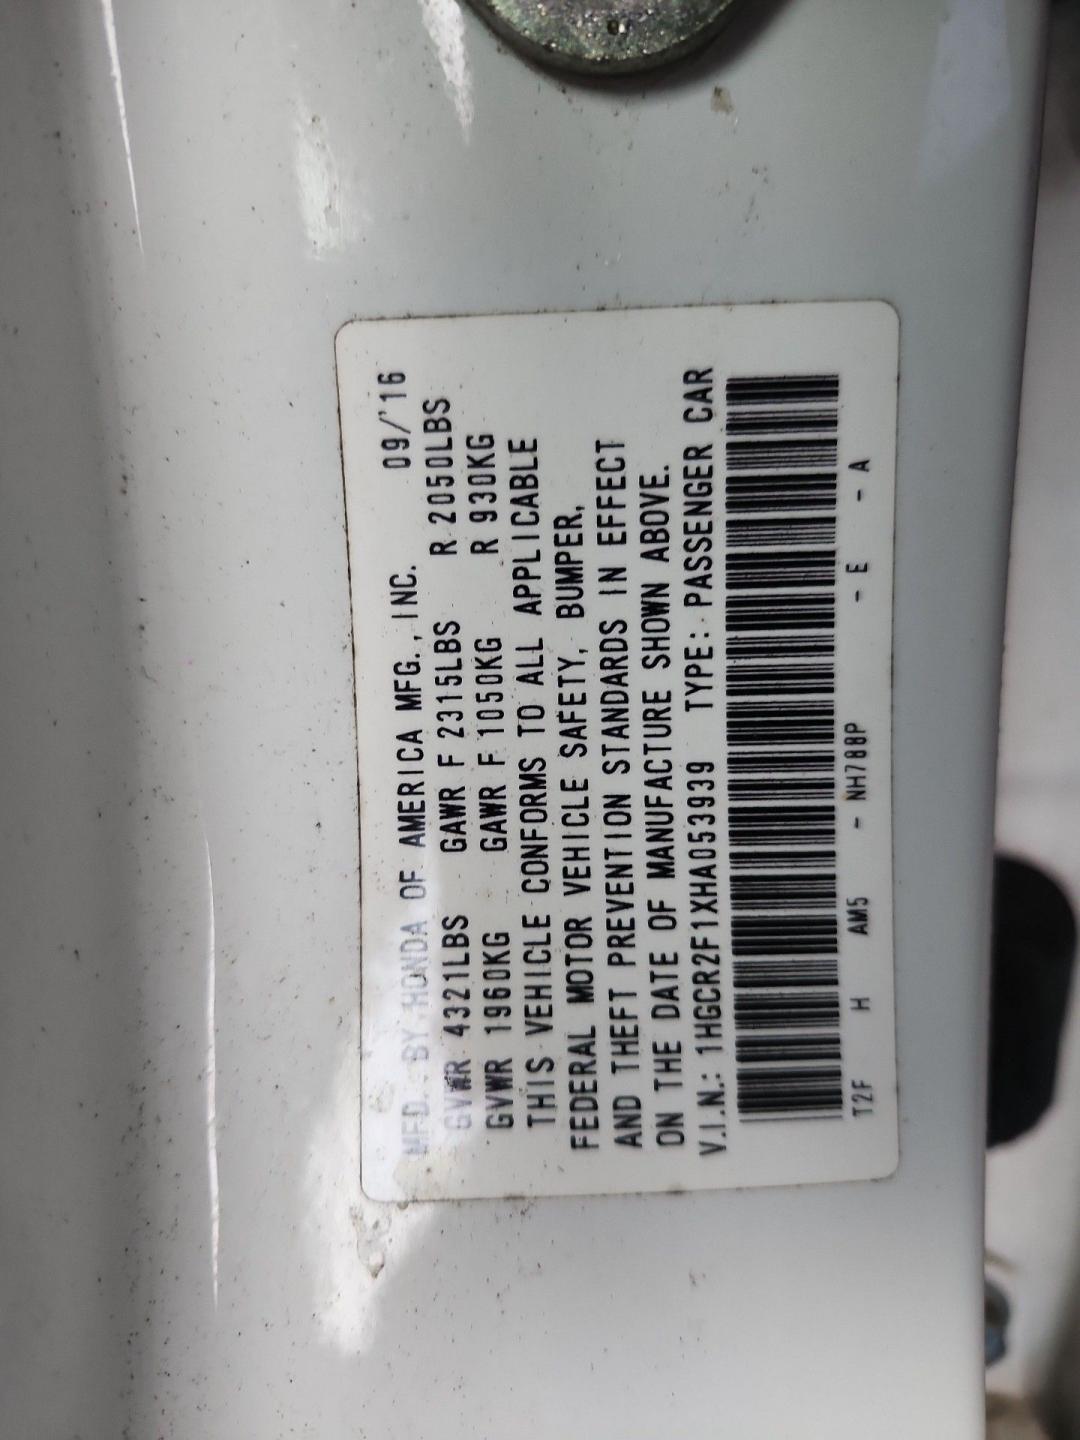 MFD. BY HONDA OF AMERICA MFG., INC. 09/'16
GVWR 4321LBS GAWR F 2315LBS R 2050LBS
GVWR 1960KG GAWR F 1050KG R 930KG
THIS VEHICLE CONFORMS TO ALL APPLICABLE
FEDERAL MOTOR VEHICLE SAFETY, BUMPER,
AND THEFT PREVENTION STANDARDS IN EFFECT
ON THE DATE OF MANUFACTURE SHOWN ABOVE.
V.I.N.: 1HGCR2F1XHA053939 TYPE: PASSENGER CAR
T2F H AM5 - NH788P - E - A